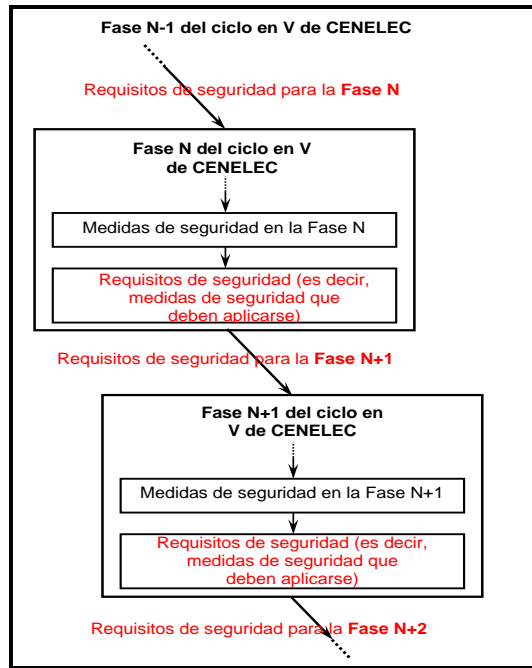 Fase N-1 del ciclo en V de CENELEC
Requisitos de seguridad para la Fase N
Fase N del ciclo en V
de CENELEC
Medidas de seguridad en la Fase N
Requisitos de seguridad (es decir,
medidas de seguridad que
deben aplicarse)
Requisitos de seguridad para la Fase N+1
Fase N+1 del ciclo en
V de CENELEC
Medidas de seguridad en la Fase N+1
Requisitos de seguridad (es decir,
medidas de seguridad que
deben aplicarse)
Requisitos de seguridad para la Fase N+2